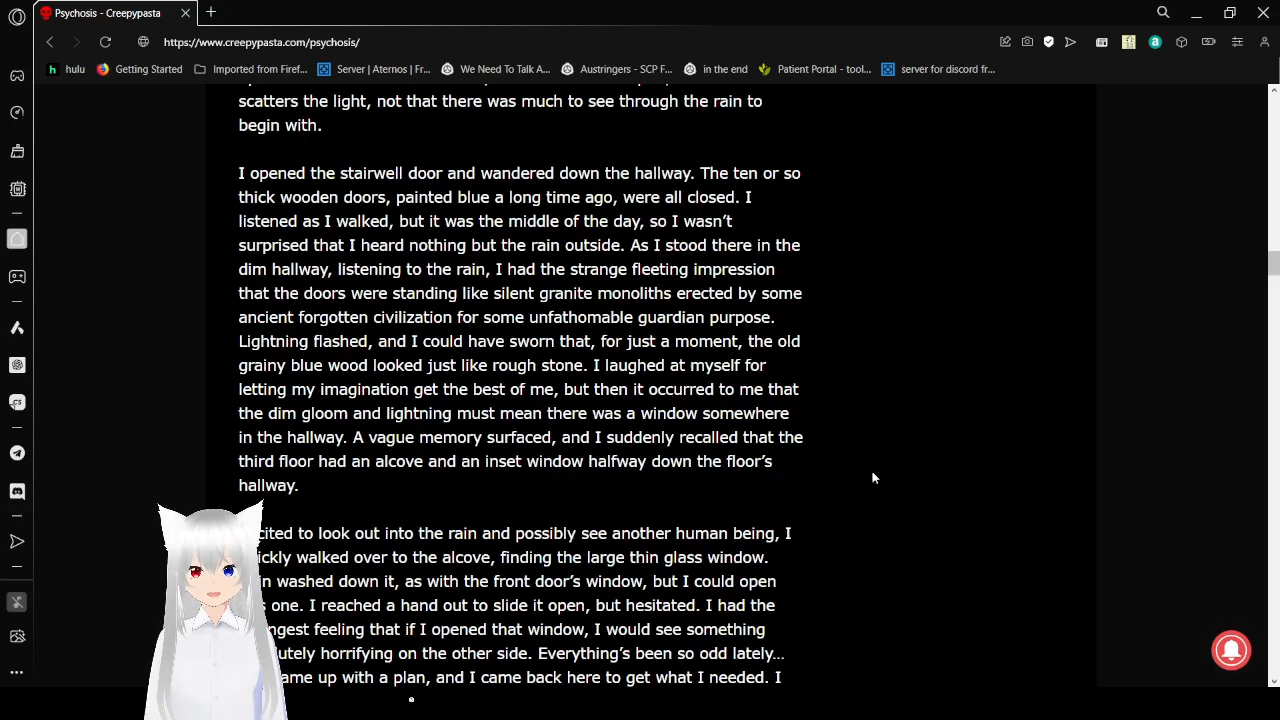 Psychosis - Creepypasta
https://www.creepypasta.com/psychosis/
hulu
Getting Started
Imported from Firef...
Server | Aternos | Fr...
We Need To Talk A...
Austringers - SCP F...
in the end
Patient Portal - tool...
server for discord fr...
scatters the light, not that there was much to see through the rain to
begin with.
I opened the stairwell door and wandered down the hallway. The ten or so
thick wooden doors, painted blue a long time ago, were all closed. I
listened as I walked, but it was the middle of the day, so I wasn’t
surprised that I heard nothing but the rain outside. As I stood there in the
dim hallway, listening to the rain, I had the strange fleeting impression
that the doors were standing like silent granite monoliths erected by some
ancient forgotten civilization for some unfathomable guardian purpose.
Lightning flashed, and I could have sworn that, for just a moment, the old
grainy blue wood looked just like rough stone. I laughed at myself for
letting my imagination get the best of me, but then it occurred to me that
the dim gloom and lightning must mean there was a window somewhere
in the hallway. A vague memory surfaced, and I suddenly recalled that the
third floor had an alcove and an inset window halfway down the floor’s
hallway.
cited to look out into the rain and possibly see another human being, I
ickly walked over to the alcove, finding the large thin glass window.
in washed down it, as with the front door’s window, but I could open
s one. I reached a hand out to slide it open, but hesitated. I had the
ngest feeling that if I opened that window, I would see something
lutely horrifying on the other side. Everything’s been so odd lately…
ame up with a plan, and I came back here to get what I needed. I